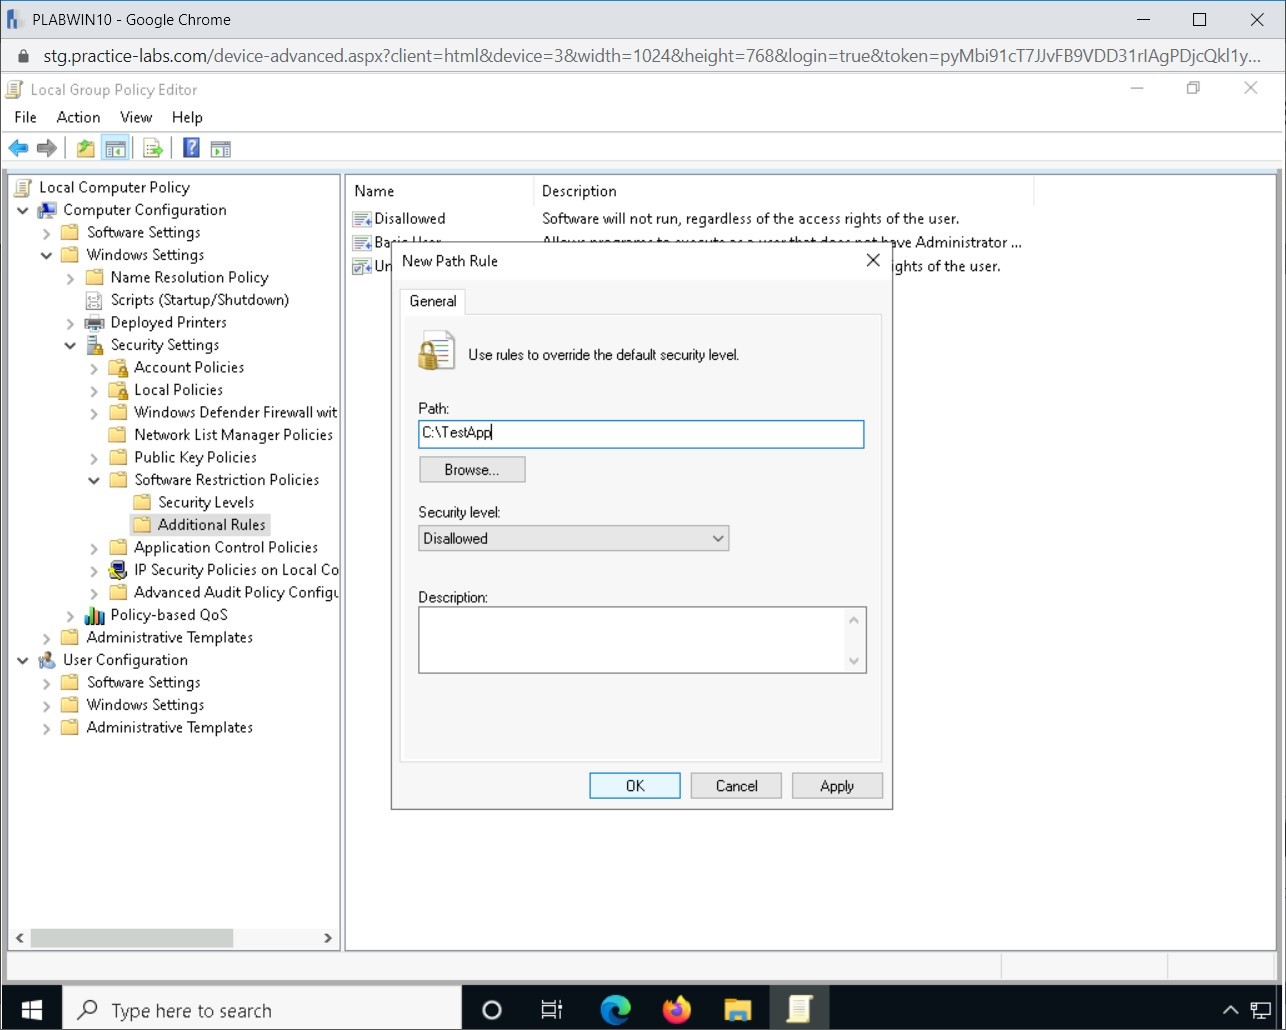 PLABWIN10 - Google Chrome
stg.practice-labs.com/device-advanced.aspx?client=html&device=3&width=1024&height=768&login=true&token=pyMbi91cT7JJvFB9VDD31rIAgPDjcQkl1y...
Local Group Policy Editor
File Action View Help
Local Computer Policy
Computer Configuration
Software Settings
Windows Settings
Name Resolution Policy
Scripts (Startup/Shutdown)
Deployed Printers
Security Settings
Account Policies
Local Policies
Windows Defender Firewall wit
Network List Manager Policies
Public Key Policies
Software Restriction Policies
Security Levels
Additional Rules
Application Control Policies
IP Security Policies on Local Co
Advanced Audit Policy Configu
Policy-based QoS
Administrative Templates
User Configuration
Software Settings
Windows Settings
Administrative Templates
Name Description
Disallowed Software will not run, regardless of the access rights of the user.
Basic User Allows programs to execute as a user that does not have Administrator ...
Un ights of the user.
New Path Rule
General
Use rules to override the default security level.
Path:
C:\TestApp
Browse...
Security level:
Disallowed
Description:
OK Cancel Apply
Type here to search